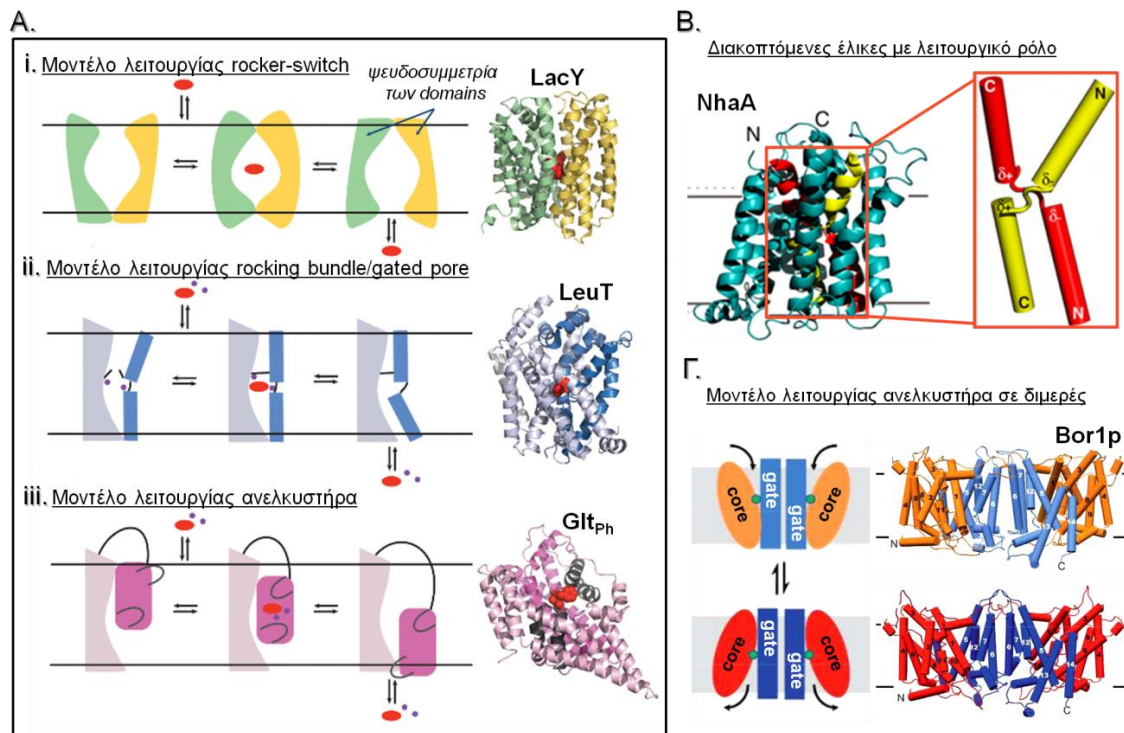 A.
i. Μοντέλο λειτουργίας rocker-switch
ψευδοσυμμετρία
των domains
LacY
ii. Μοντέλο λειτουργίας rocking bundle/gated pore
LeuT
iii. Μοντέλο λειτουργίας ανελκυστήρα
GltPh
B.
Διακοπτόμενες έλικες με λειτουργικό ρόλο
NhaA
N
C
C
N
δ+
δ-
δ+
δ-
C
N
Γ.
Μοντέλο λειτουργίας ανελκυστήρα σε διμερές
Bor1p
core
gate
gate
core
N
C
core
gate
gate
core
N
C